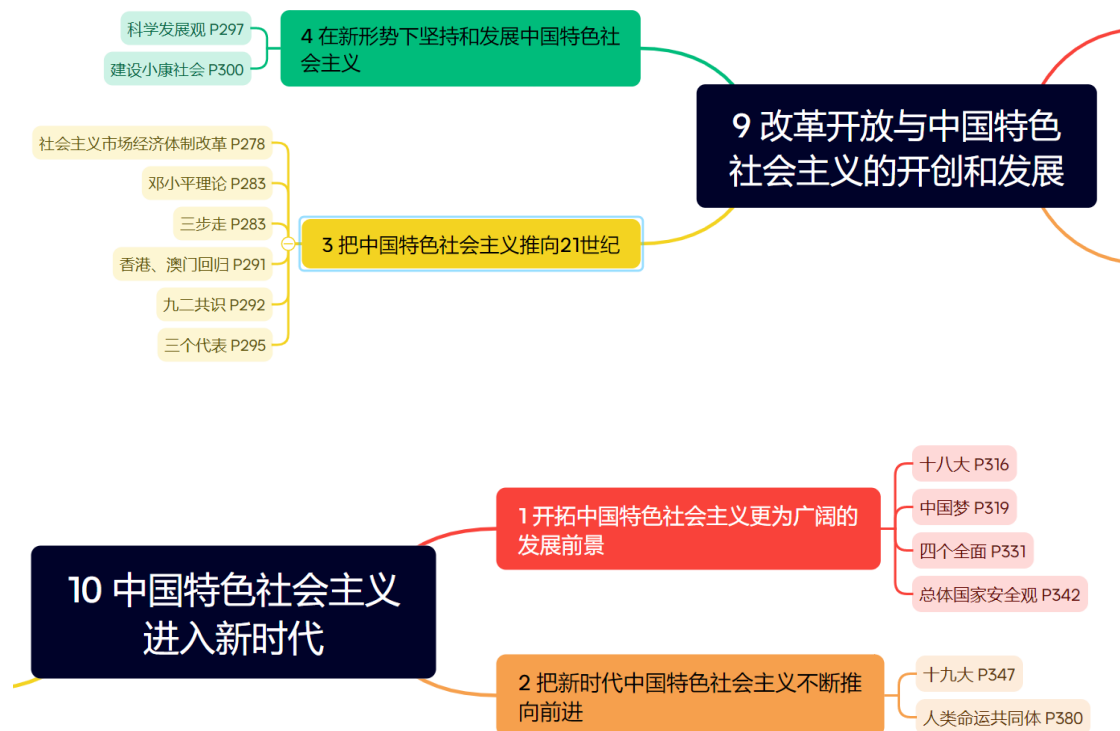 9 改革开放与中国特色
社会主义的开创和发展
4 在新形势下坚持和发展中国特色社
会主义
科学发展观 P297
建设小康社会 P300
3 把中国特色社会主义推向21世纪
社会主义市场经济体制改革 P278
邓小平理论 P283
三步走 P283
香港、澳门回归 P291
九二共识 P292
三个代表 P295
10 中国特色社会主义
进入新时代
1 开拓中国特色社会主义更为广阔的
发展前景
十八大 P316
中国梦 P319
四个全面 P331
总体国家安全观 P342
2 把新时代中国特色社会主义不断推
向前进
十九大 P347
人类命运共同体 P380